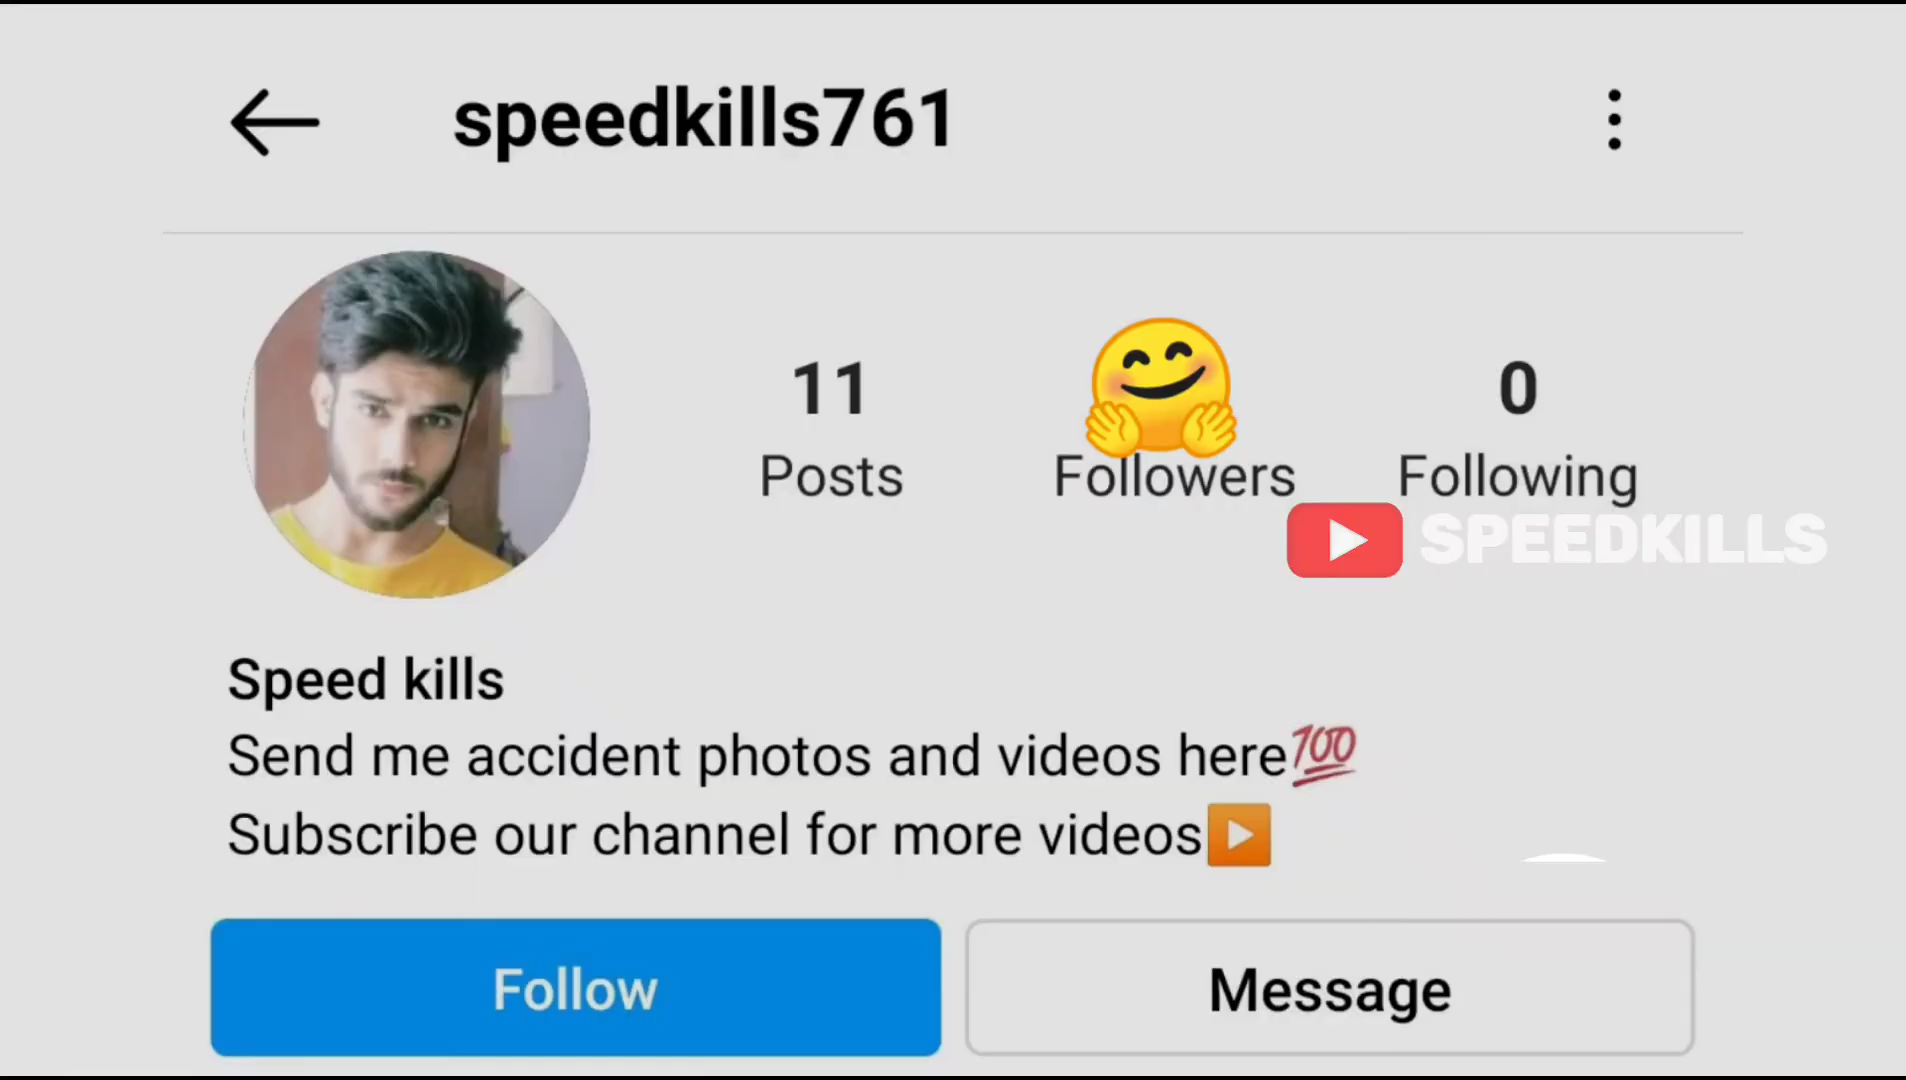 speedkills761
11
0
Posts
Followers
Following
SPEEDKILLS
Speed kills
Send me accident photos and videos here💯
Subscribe our channel for more videos▶️
Follow
Message